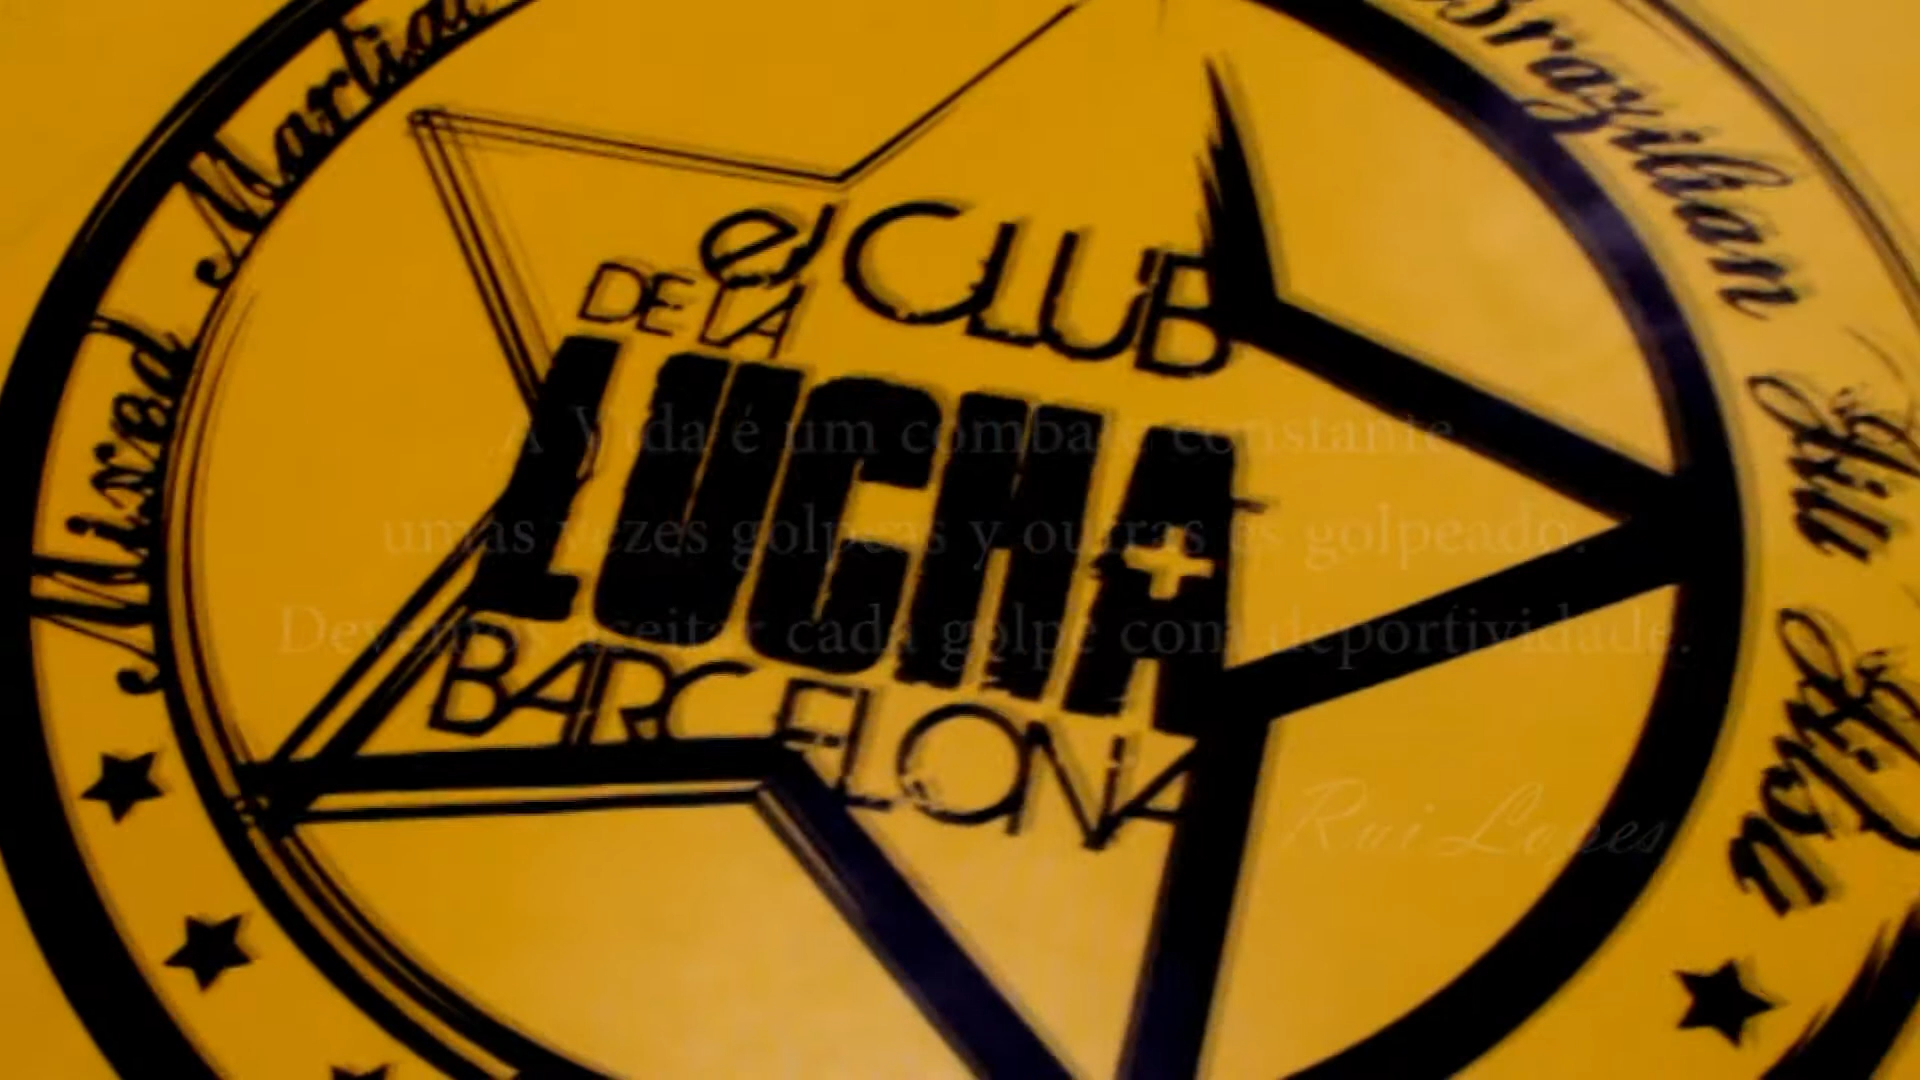 Mixed Martial
Brazilian Jiu Jitsu
el CLUB
DE LA
LUCHA
BARCELONA
A Vida é um combate constante
umas vezes golpeas y outras es golpeado.
Devemos aceitar cada golpe com deportividade.
Rui Lopes